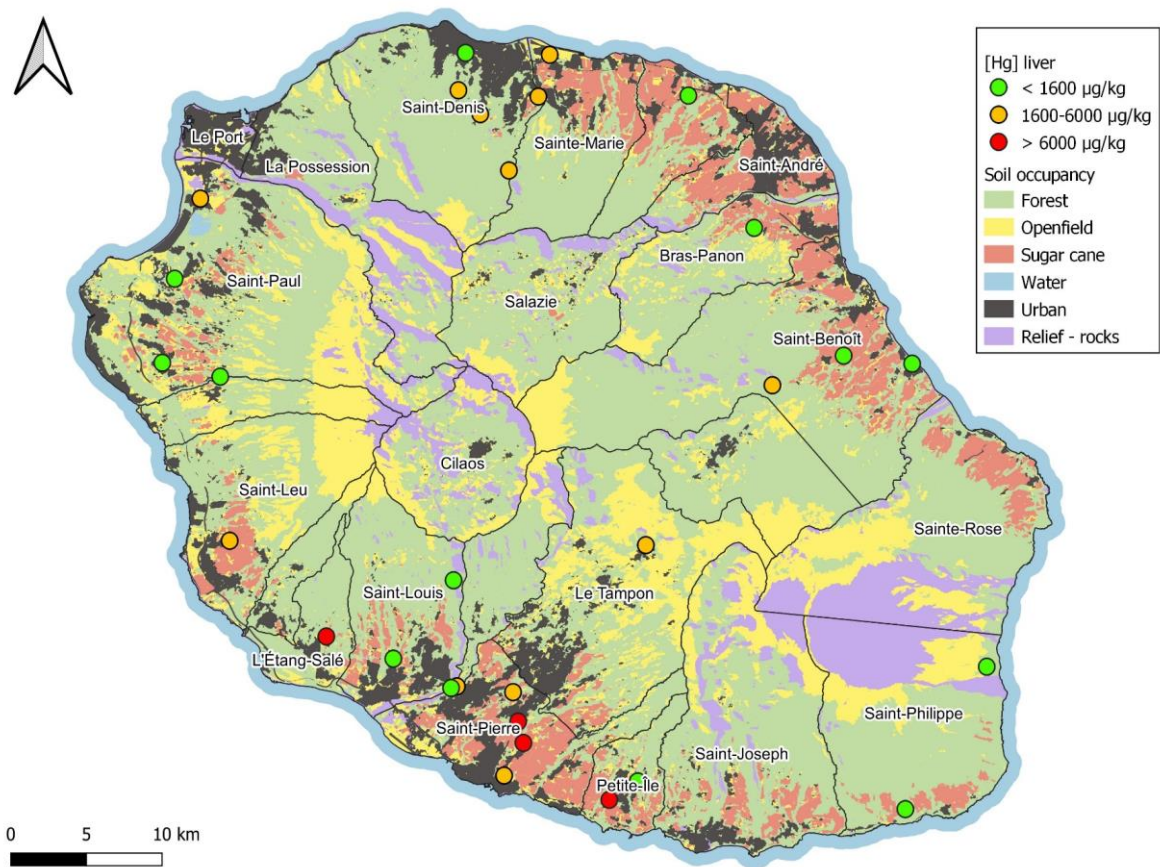 [Hg] liver
< 1600 µg/kg
1600-6000 µg/kg
> 6000 µg/kg
Soil occupancy
Forest
Openfield
Sugar cane
Water
Urban
Relief - rocks
Saint-Denis
Le Port
Sainte-Marie
La Possession
Saint-André
Bras-Panon
Saint-Paul
Salazie
Saint-Benoît
Cilaos
Saint-Leu
Sainte-Rose
Saint-Louis
Le Tampon
L'Étang-Salé
Saint-Philippe
Saint-Pierre
Saint-Joseph
Petite-Île
0 5 10 km